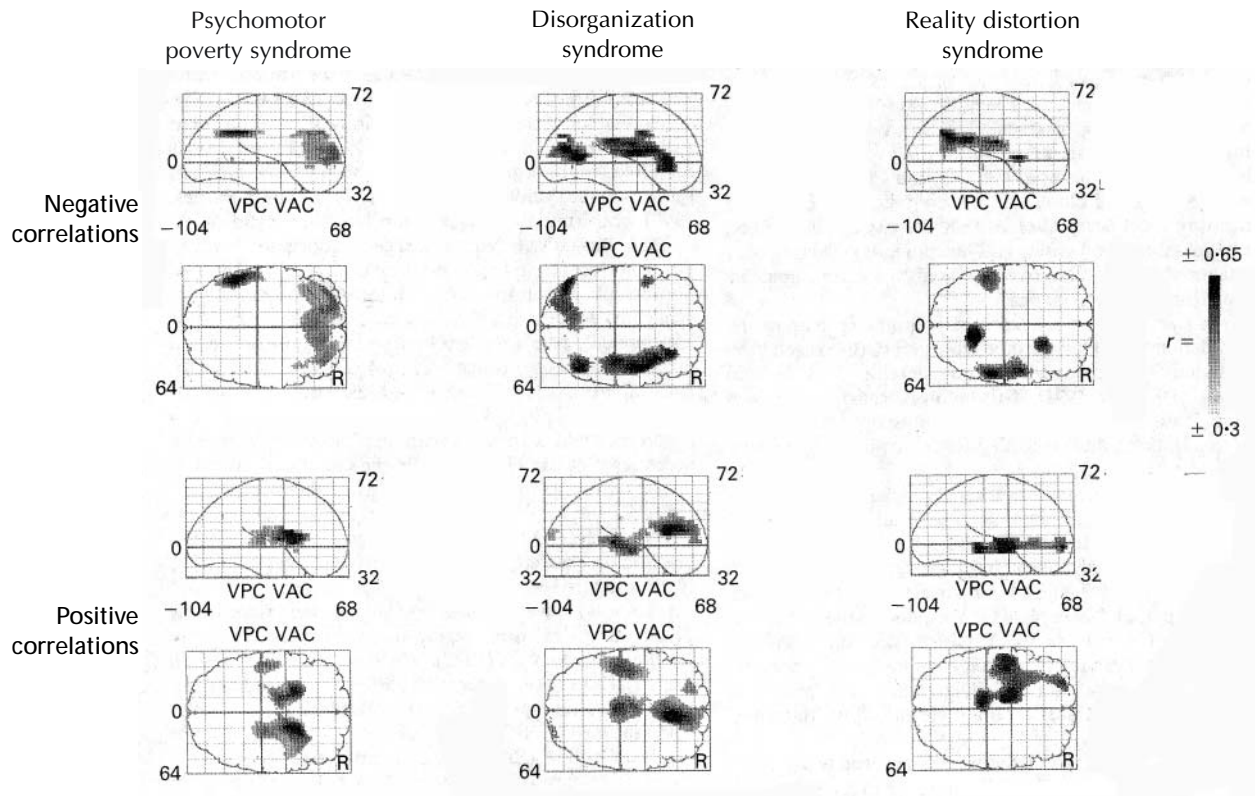 Psychomotor
poverty syndrome
Disorganization
syndrome
Reality distortion
syndrome
72
72
72
0
0
0
32
32
32
Negative
correlations
VPC VAC
VPC VAC
VPC VAC
−104
68
−104
68
−104
68
0
0
0
64
R
64
R
64
R
± 0·65
r =
± 0·3
72
72
72
0
0
0
32
32
32
32
VPC VAC
VPC VAC
VPC VAC
−104
68
−104
68
−104
68
Positive
correlations
VPC VAC
VPC VAC
VPC VAC
0
0
0
64
R
64
R
64
R